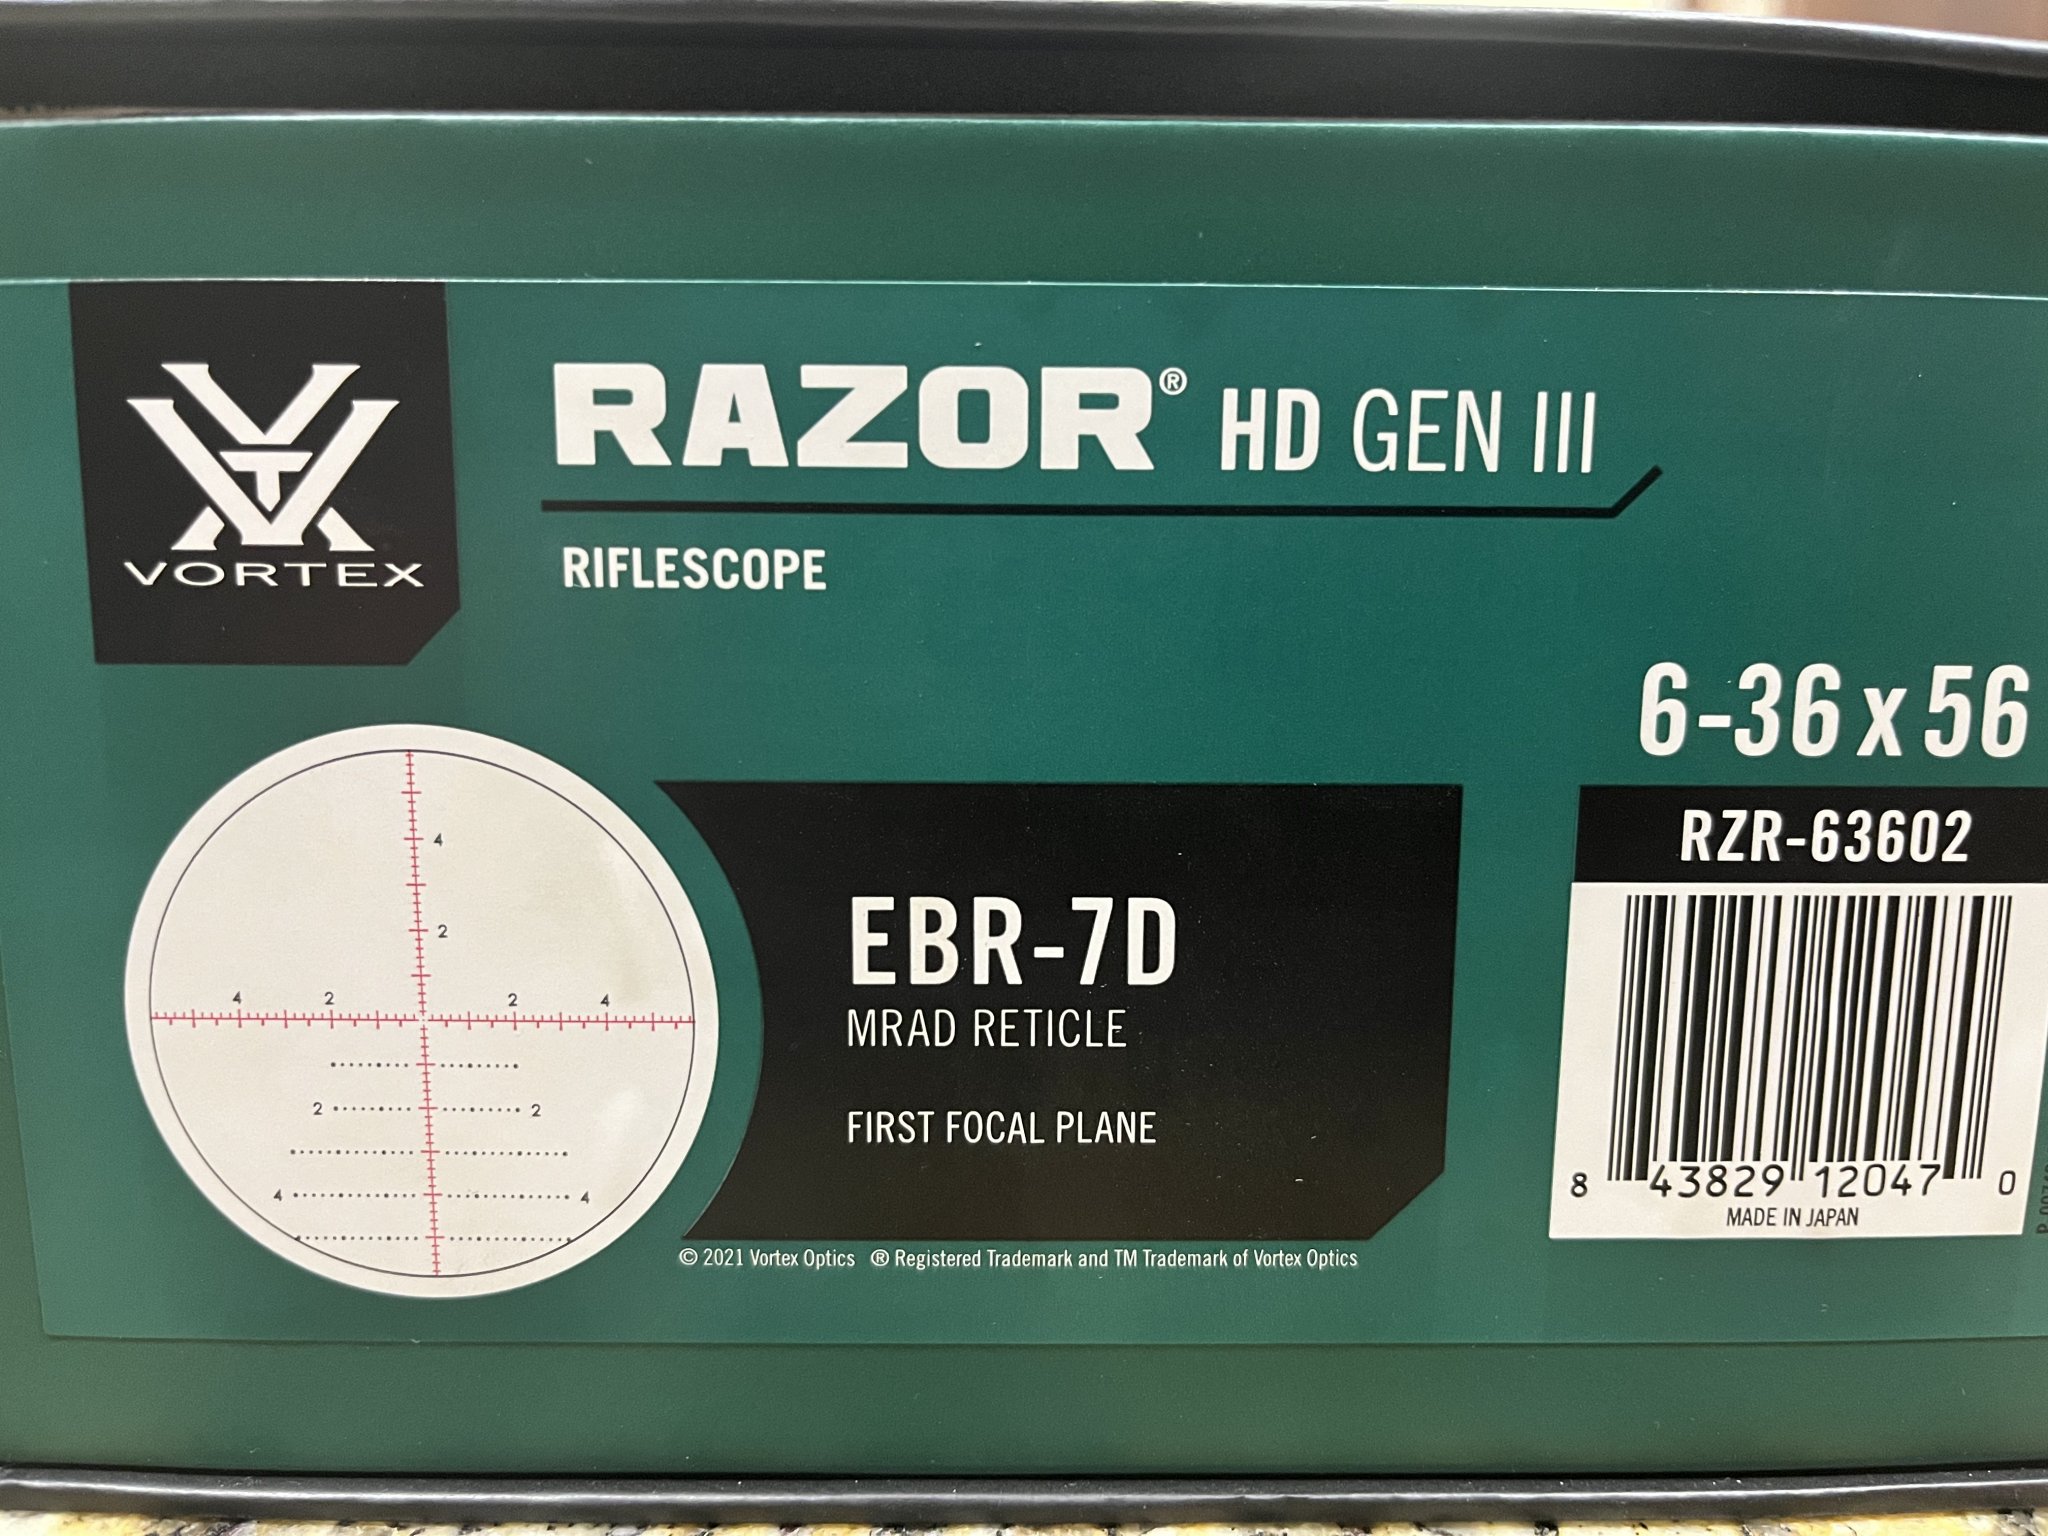 VORTEX
RAZOR® HD GEN III
RIFLESCOPE
6-36 x 56
RZR-63602
4
2
4 2 2 4
2 2
4 4
EBR-7D
MRAD RETICLE
FIRST FOCAL PLANE
8 43829 12047 0
MADE IN JAPAN
© 2021 Vortex Optics ® Registered Trademark and TM Trademark of Vortex Optics